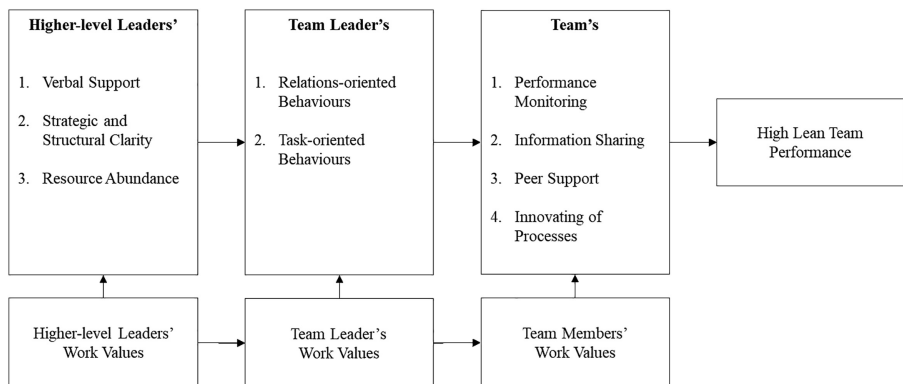 Higher-level Leaders’
1. Verbal Support
2. Strategic and
Structural Clarity
3. Resource Abundance
Team Leader’s
1. Relations-oriented
Behaviours
2. Task-oriented
Behaviours
Team’s
1. Performance
Monitoring
2. Information Sharing
3. Peer Support
4. Innovating of
Processes
High Lean Team
Performance
Higher-level Leaders’
Work Values
Team Leader’s
Work Values
Team Members’
Work Values